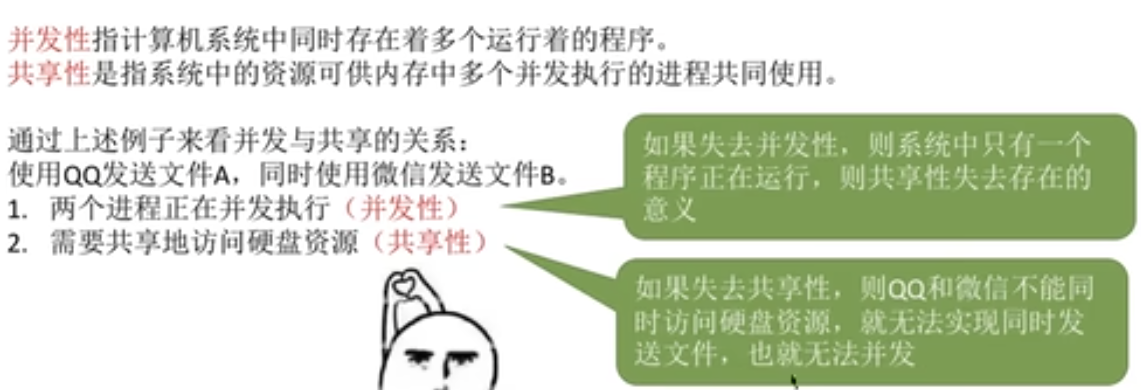 并发性指计算机系统中同时存在着多个运行着的程序。
共享性是指系统中的资源可供内存中多个并发执行的进程共同使用。
通过上述例子来看并发与共享的关系：
使用QQ发送文件A，同时使用微信发送文件B。
1. 两个进程正在并发执行（并发性）
2. 需要共享地访问硬盘资源（共享性）
如果失去并发性，则系统中只有一个
程序正在运行，则共享性失去存在的
意义
如果失去共享性，则QQ和微信不能同
时访问硬盘资源，就无法实现同时发
送文件，也就无法并发